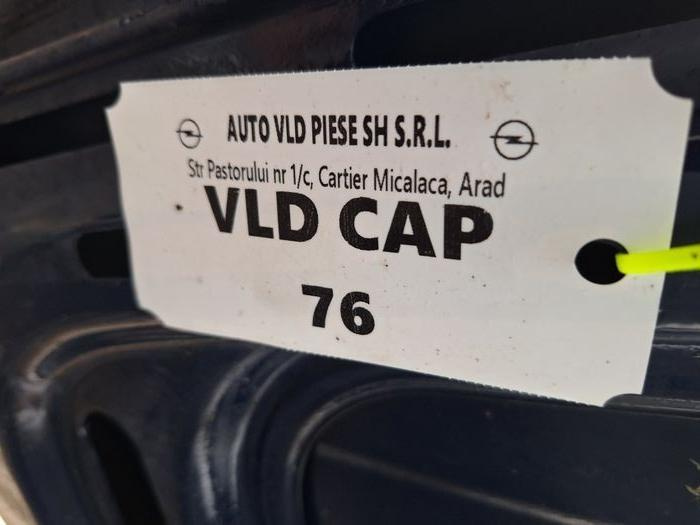 AUTO VLD PIESE SH S.R.L.
Str Pastorului nr 1/c, Cartier Micalaca, Arad
VLD CAP
76